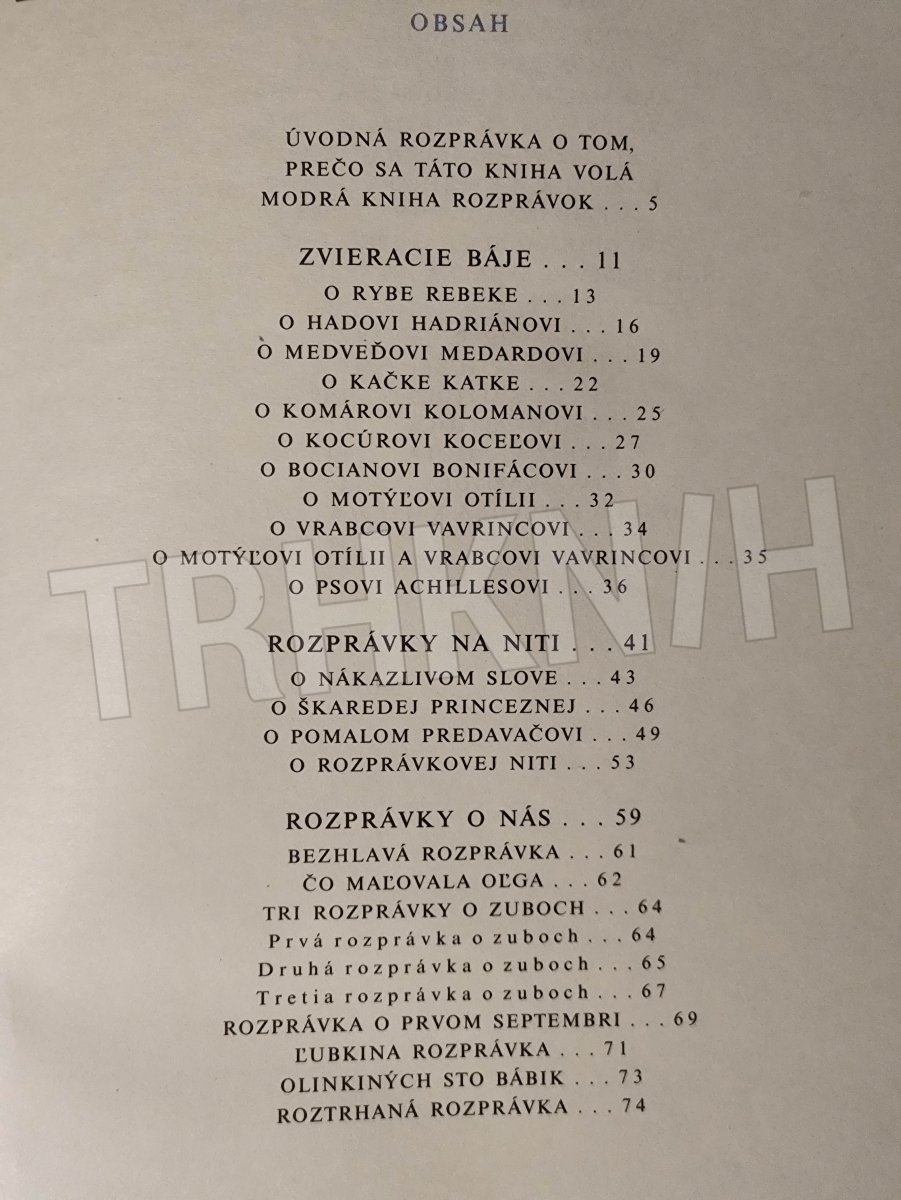 OBSAH
ÚVODNÁ ROZPRÁVKA O TOM,
PREČO SA TÁTO KNIHA VOLÁ
MODRÁ KNIHA ROZPRÁVOK . . . 5
ZVIERACIE BÁJE . . . 11
O RYBE REBEKE . . . 13
O HADOVI HADRIÁNOVI . . . 16
O MEDVEĎOVI MEDARDOVI . . . 19
O KAČKE KATKE . . . 22
O KOMÁROVI KOLOMANOVI . . . 25
O KOCÚROVI KOCEĽOVI . . . 27
O BOCIANOVI BONIFÁCOVI . . . 30
O MOTÝĽOVI OTÍLII . . . 32
O VRABCOVI VAVRINCOVI . . . 34
O MOTÝĽOVI OTÍLII A VRABCOVI VAVRINCOVI . . . 35
O PSOVI ACHILLESOVI . . . 36
TRHKNIH
ROZPRÁVKY NA NITI . . . 41
O NÁKAZLIVOM SLOVE . . . 43
O ŠKAREDEJ PRINCEZNEJ . . . 46
O POMALOM PREDAVAČOVI . . . 49
O ROZPRÁVKOVEJ NITI . . . 53
ROZPRÁVKY O NÁS . . . 59
BEZHLAVÁ ROZPRÁVKA . . . 61
ČO MAĽOVALA OĽGA . . . 62
TRI ROZPRÁVKY O ZUBOCH . . . 64
Prvá rozprávka o zuboch . . . 64
Druhá rozprávka o zuboch . . . 65
Tretia rozprávka o zuboch . . . 67
ROZPRÁVKA O PRVOM SEPTEMBRI . . . 69
ĽUBKINA ROZPRÁVKA . . . 71
OLINKINÝCH STO BÁBIK . . . 73
ROZTRHANÁ ROZPRÁVKA . . . 74